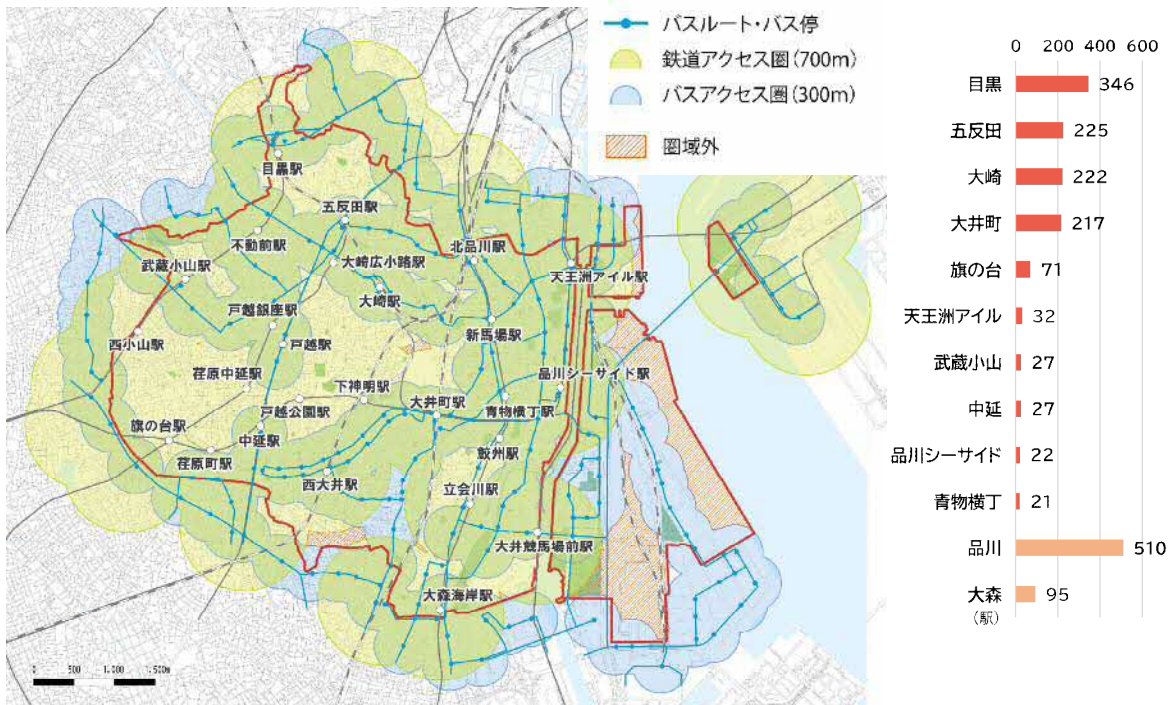 バスルート・バス停
鉄道アクセス圏(700m)
バスアクセス圏(300m)
圏域外
目黒駅
五反田駅
不動前駅
北品川駅
大崎広小路駅
武蔵小山駅
天王洲アイル駅
大崎駅
戸越銀座駅
新馬場駅
西小山駅
戸越駅
荏原中延駅
下神明駅
品川シーサイド駅
戸越公園駅
大井町駅
青物横丁駅
旗の台駅
中延駅
荏原町駅
鮫洲駅
西大井駅
立会川駅
大井競馬場前駅
大森海岸駅
0 500 1,000 1,500m
0 200 400 600
目黒 346
五反田 225
大崎 222
大井町 217
旗の台 71
天王洲アイル 32
武蔵小山 27
中延 27
品川シーサイド 22
青物横丁 21
品川 510
大森 95
(駅)